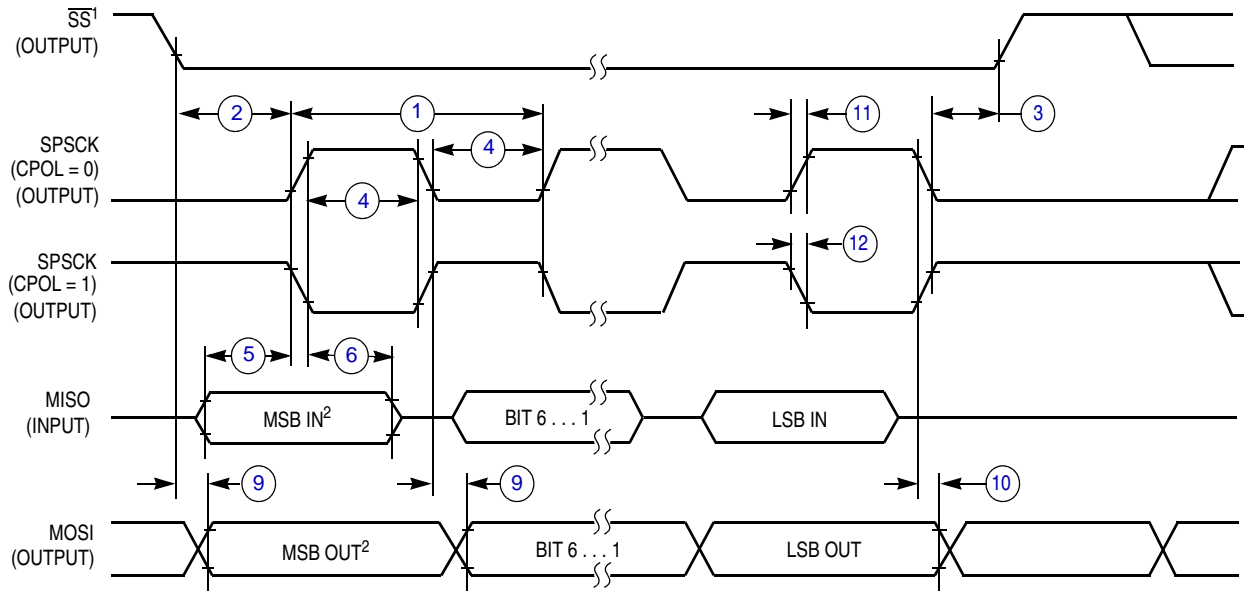 SS¹
(OUTPUT)
2
1
11
3
SPSCK
(CPOL = 0)
(OUTPUT)
4
4
12
SPSCK
(CPOL = 1)
(OUTPUT)
5
6
MISO
(INPUT)
MSB IN²
BIT 6 . . . 1
LSB IN
9
9
10
MOSI
(OUTPUT)
MSB OUT²
BIT 6 . . . 1
LSB OUT